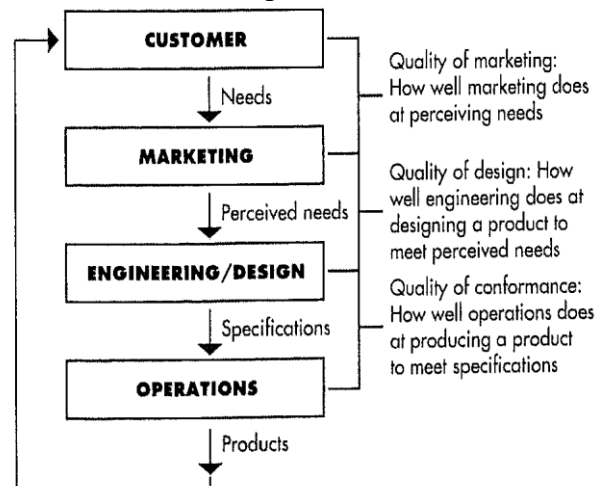 CUSTOMER
Needs
MARKETING
Perceived needs
ENGINEERING/DESIGN
Specifications
OPERATIONS
Products
Quality of marketing:
How well marketing does
at perceiving needs
Quality of design: How
well engineering does at
designing a product to
meet perceived needs
Quality of conformance:
How well operations does
at producing a product
to meet specifications